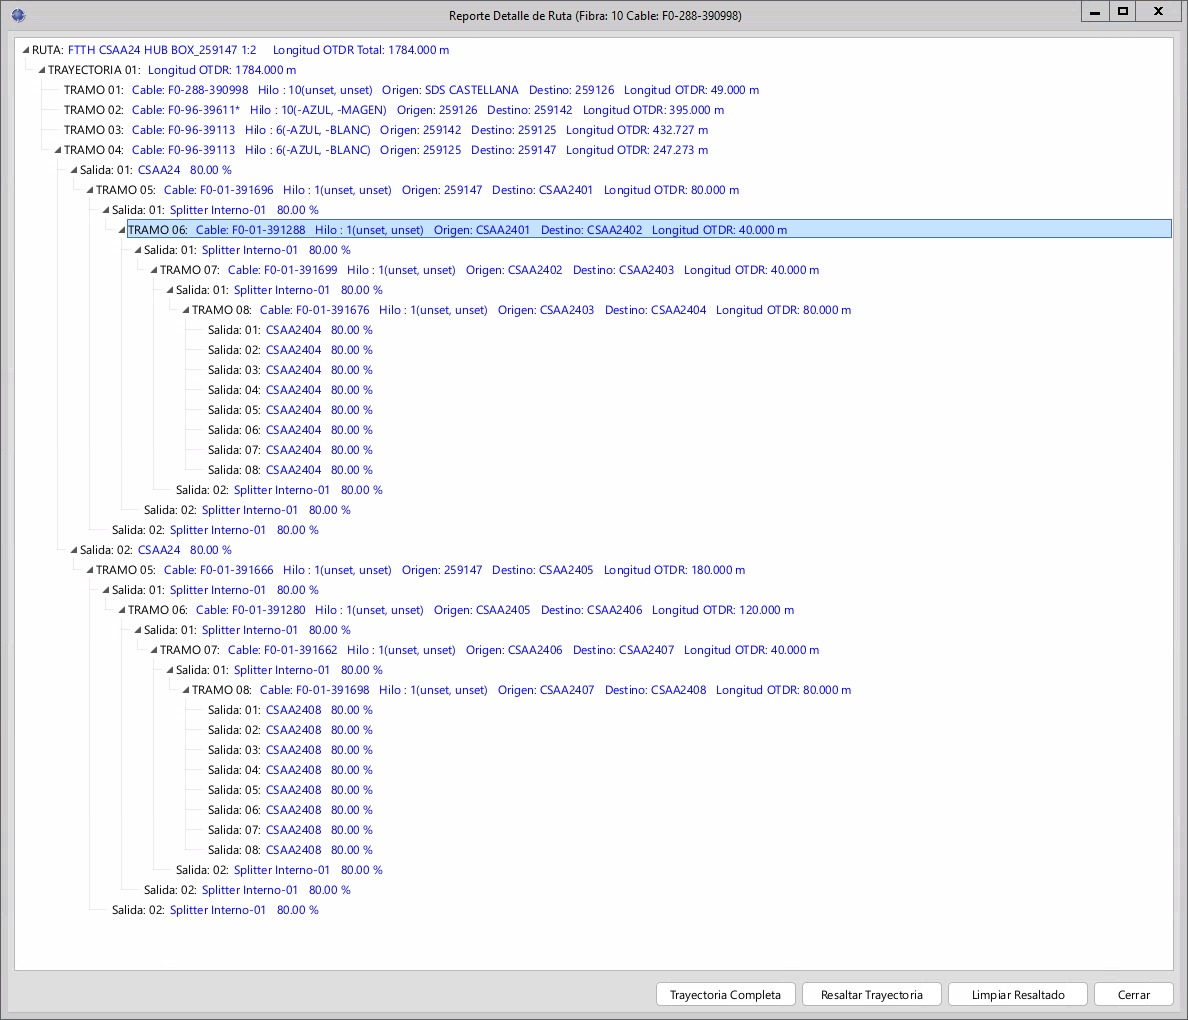 Reporte Detalle de Ruta (Fibra: 10 Cable: F0-288-390998)
RUTA: FTTH CSAA24 HUB BOX_259147 1:2 Longitud OTDR Total: 1784.000 m
TRAYECTORIA 01: Longitud OTDR: 1784.000 m
TRAMO 01: Cable: F0-288-390998 Hilo : 10(unset, unset) Origen: SDS CASTELLANA Destino: 259126 Longitud OTDR: 49.000 m
TRAMO 02: Cable: F0-96-39611* Hilo : 10(-AZUL, -MAGEN) Origen: 259126 Destino: 259142 Longitud OTDR: 395.000 m
TRAMO 03: Cable: F0-96-39113 Hilo : 6(-AZUL, -BLANC) Origen: 259142 Destino: 259125 Longitud OTDR: 432.727 m
TRAMO 04: Cable: F0-96-39113 Hilo : 6(-AZUL, -BLANC) Origen: 259125 Destino: 259147 Longitud OTDR: 247.273 m
Salida: 01: CSAA24 80.00 %
TRAMO 05: Cable: F0-01-391696 Hilo : 1(unset, unset) Origen: 259147 Destino: CSAA2401 Longitud OTDR: 80.000 m
Salida: 01: Splitter Interno-01 80.00 %
TRAMO 06: Cable: F0-01-391288 Hilo : 1(unset, unset) Origen: CSAA2401 Destino: CSAA2402 Longitud OTDR: 40.000 m
Salida: 01: Splitter Interno-01 80.00 %
TRAMO 07: Cable: F0-01-391699 Hilo : 1(unset, unset) Origen: CSAA2402 Destino: CSAA2403 Longitud OTDR: 40.000 m
Salida: 01: Splitter Interno-01 80.00 %
TRAMO 08: Cable: F0-01-391676 Hilo : 1(unset, unset) Origen: CSAA2403 Destino: CSAA2404 Longitud OTDR: 80.000 m
Salida: 01: CSAA2404 80.00 %
Salida: 02: CSAA2404 80.00 %
Salida: 03: CSAA2404 80.00 %
Salida: 04: CSAA2404 80.00 %
Salida: 05: CSAA2404 80.00 %
Salida: 06: CSAA2404 80.00 %
Salida: 07: CSAA2404 80.00 %
Salida: 08: CSAA2404 80.00 %
Salida: 02: Splitter Interno-01 80.00 %
Salida: 02: Splitter Interno-01 80.00 %
Salida: 02: Splitter Interno-01 80.00 %
Salida: 02: CSAA24 80.00 %
TRAMO 05: Cable: F0-01-391666 Hilo : 1(unset, unset) Origen: 259147 Destino: CSAA2405 Longitud OTDR: 180.000 m
Salida: 01: Splitter Interno-01 80.00 %
TRAMO 06: Cable: F0-01-391280 Hilo : 1(unset, unset) Origen: CSAA2405 Destino: CSAA2406 Longitud OTDR: 120.000 m
Salida: 01: Splitter Interno-01 80.00 %
TRAMO 07: Cable: F0-01-391662 Hilo : 1(unset, unset) Origen: CSAA2406 Destino: CSAA2407 Longitud OTDR: 40.000 m
Salida: 01: Splitter Interno-01 80.00 %
TRAMO 08: Cable: F0-01-391698 Hilo : 1(unset, unset) Origen: CSAA2407 Destino: CSAA2408 Longitud OTDR: 80.000 m
Salida: 01: CSAA2408 80.00 %
Salida: 02: CSAA2408 80.00 %
Salida: 03: CSAA2408 80.00 %
Salida: 04: CSAA2408 80.00 %
Salida: 05: CSAA2408 80.00 %
Salida: 06: CSAA2408 80.00 %
Salida: 07: CSAA2408 80.00 %
Salida: 08: CSAA2408 80.00 %
Salida: 02: Splitter Interno-01 80.00 %
Salida: 02: Splitter Interno-01 80.00 %
Salida: 02: Splitter Interno-01 80.00 %
Trayectoria Completa Resaltar Trayectoria Limpiar Resaltado Cerrar